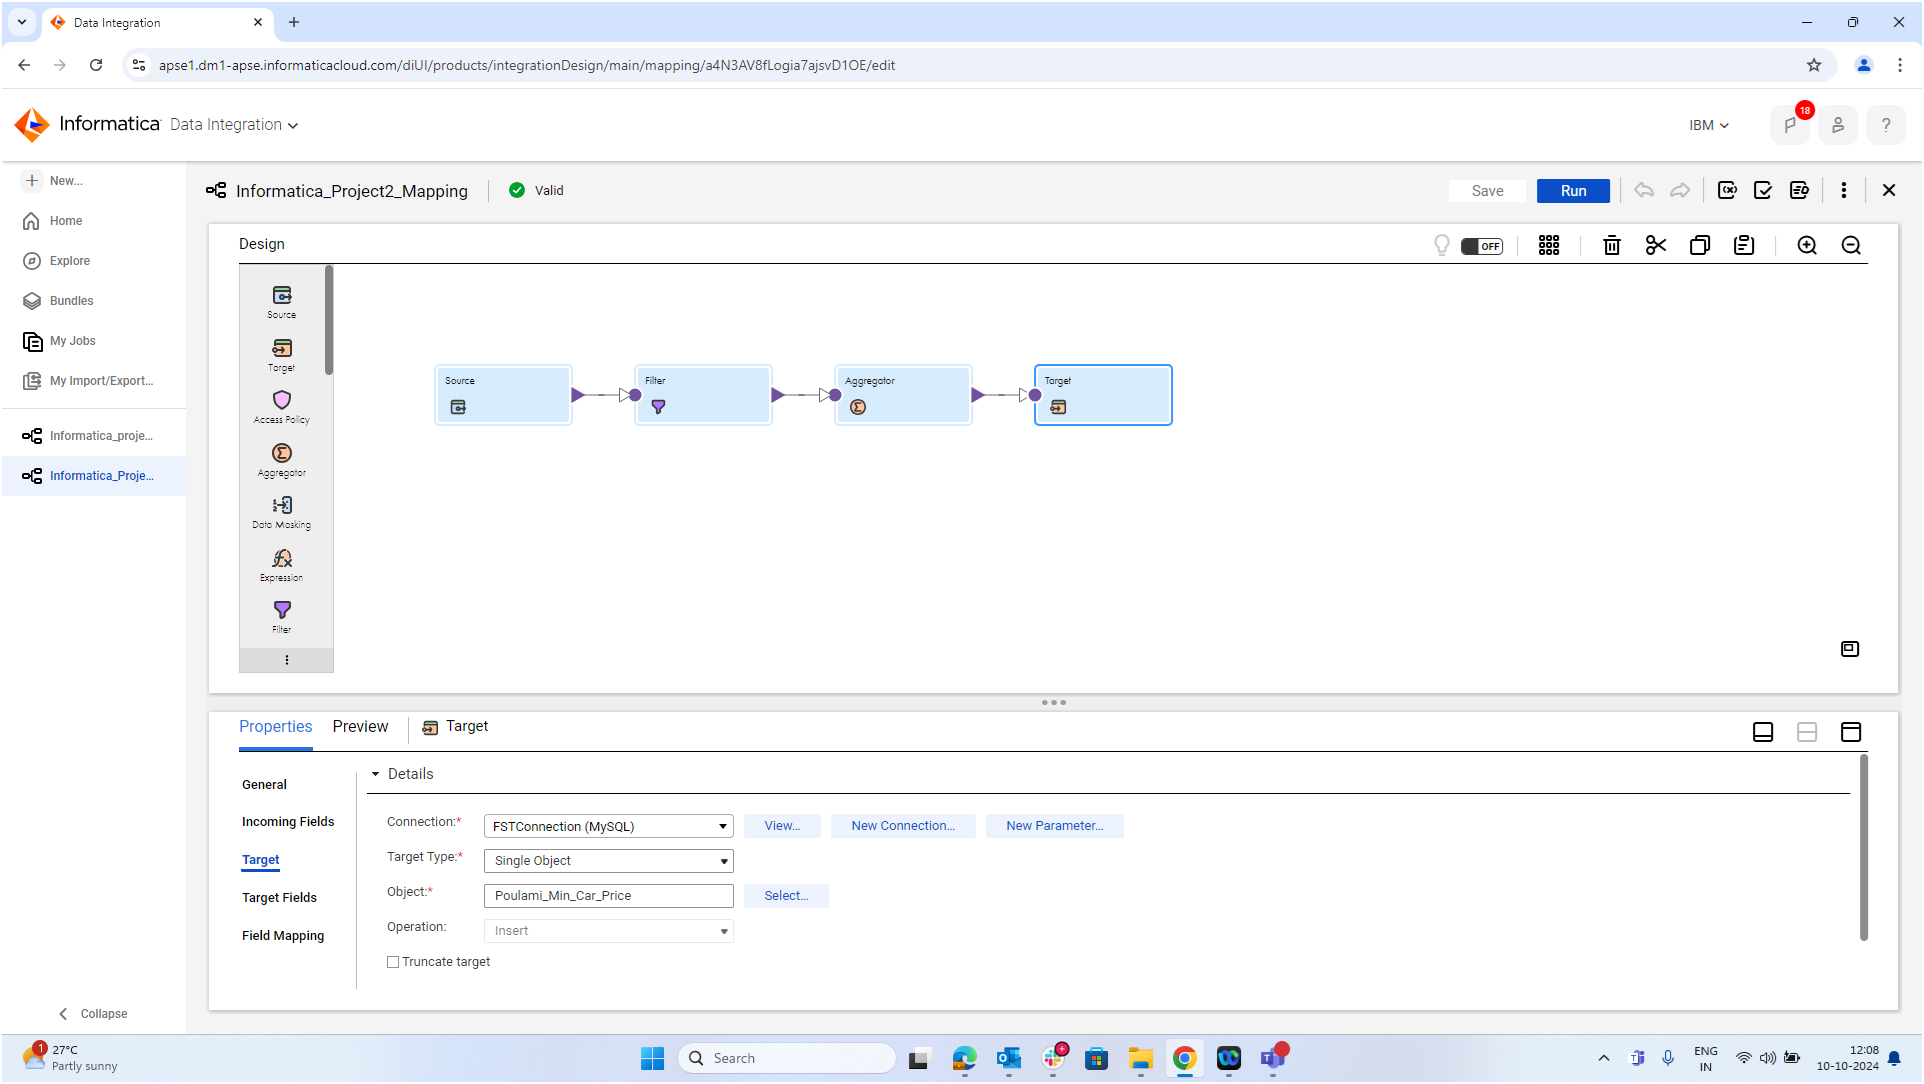 Data Integration
apse1.dm1-apse.informaticacloud.com/diUI/products/integrationDesign/main/mapping/a4N3AV8fLogia7ajsvD1OE/edit
Informatica Data Integration
IBM
18
?
New...
Home
Explore
Bundles
My Jobs
My Import/Export...
Informatica_proje...
Informatica_Proje...
Collapse
Informatica_Project2_Mapping
Valid
Save
Run
Design
OFF
Source
Target
Access Policy
Aggregator
Data Masking
Expression
Filter
Source
Filter
Aggregator
Target
Properties
Preview
Target
General
Incoming Fields
Target
Target Fields
Field Mapping
Details
Connection:*
FSTConnection (MySQL)
View...
New Connection...
New Parameter...
Target Type:*
Single Object
Object:*
Poulami_Min_Car_Price
Select...
Operation:
Insert
Truncate target
1
27°C
Partly sunny
Search
ENG
IN
12:08
10-10-2024